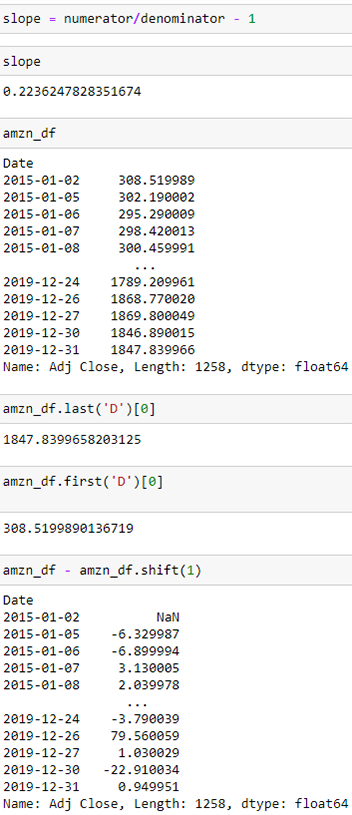 slope = numerator/denominator - 1
slope
0.2236247828351674
amzn_df
Date
2015-01-02    308.519989
2015-01-05    302.190002
2015-01-06    295.290009
2015-01-07    298.420013
2015-01-08    300.459991
...
2019-12-24    1789.209961
2019-12-26    1868.770020
2019-12-27    1869.800049
2019-12-30    1846.890015
2019-12-31    1847.839966
Name: Adj Close, Length: 1258, dtype: float64
amzn_df.last('D')[0]
1847.8399658203125
amzn_df.first('D')[0]
308.5199890136719
amzn_df - amzn_df.shift(1)
Date
2015-01-02    NaN
2015-01-05    -6.329987
2015-01-06    -6.899994
2015-01-07    3.130005
2015-01-08    2.039978
...
2019-12-24    -3.790039
2019-12-26    79.560059
2019-12-27    1.030029
2019-12-30    -22.910034
2019-12-31    0.949951
Name: Adj Close, Length: 1258, dtype: float64